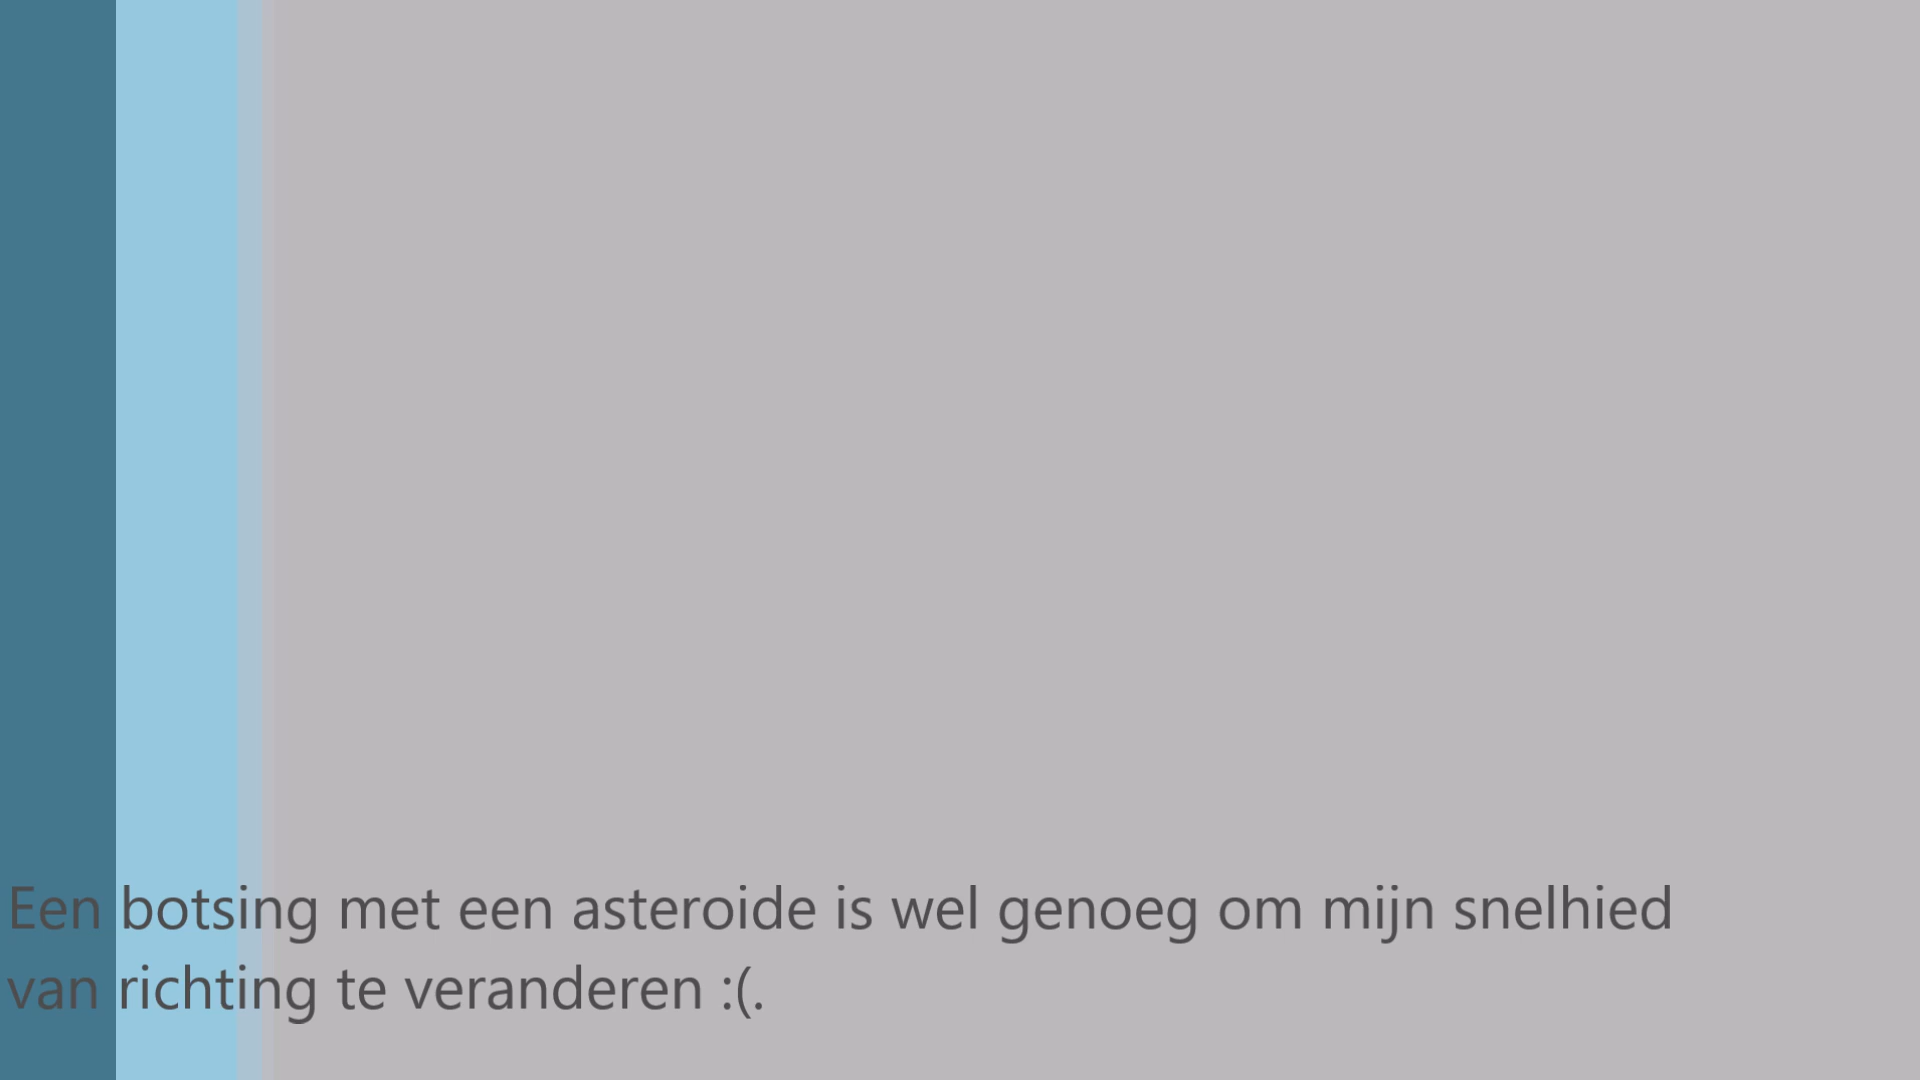 Een botsing met een asteroide is wel genoeg om mijn snelhied
van richting te veranderen :(.